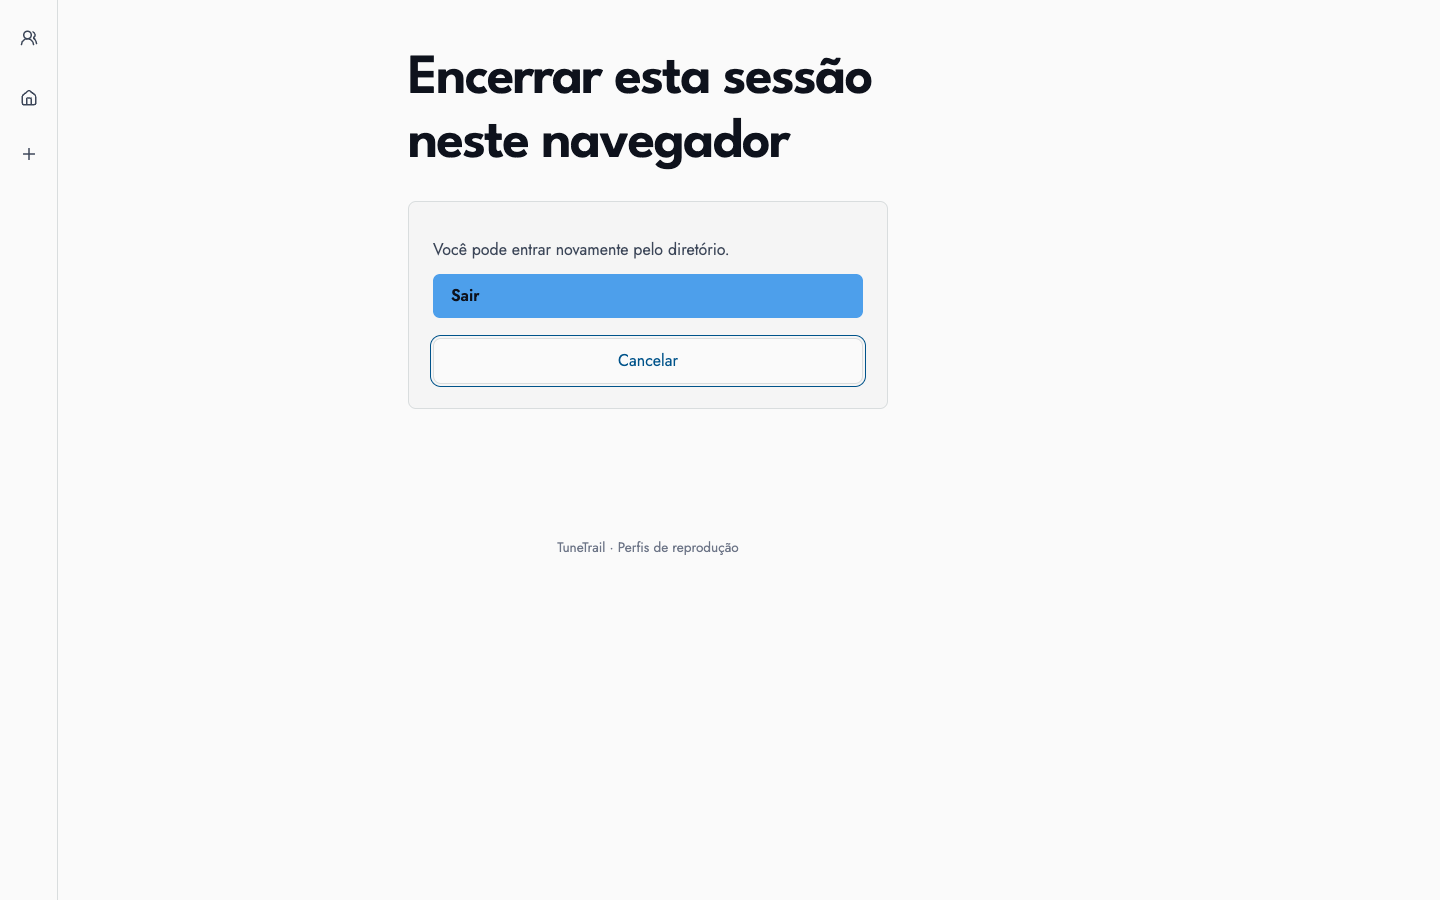 Encerrar esta sessão
neste navegador
Você pode entrar novamente pelo diretório.
Sair
Cancelar
TuneTrail · Perfis de reprodução